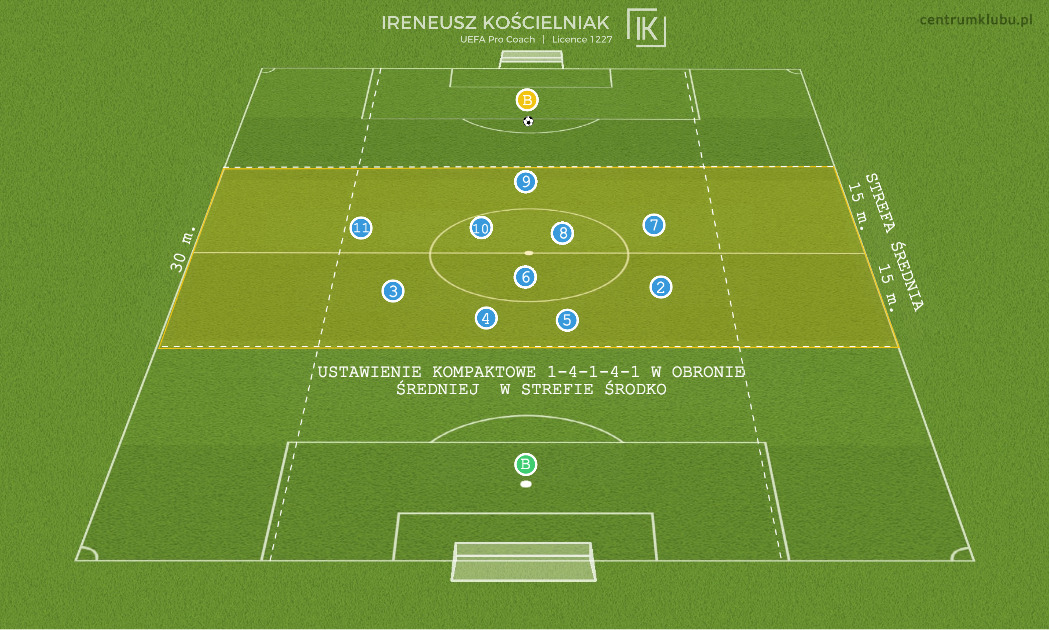 IRENEUSZ KOŚCIELNIAK
UEFA Pro Coach | Licence 1227
IK
centrumklubu.pl
B
9
11
10
8
7
6
3
2
4
5
30 m.
STREFA ŚREDNIA
15 m.
15 m.
USTAWIENIE KOMPAKTOWE 1-4-1-4-1 W OBRONIE
ŚREDNIEJ W STREFIE ŚRODKO
B